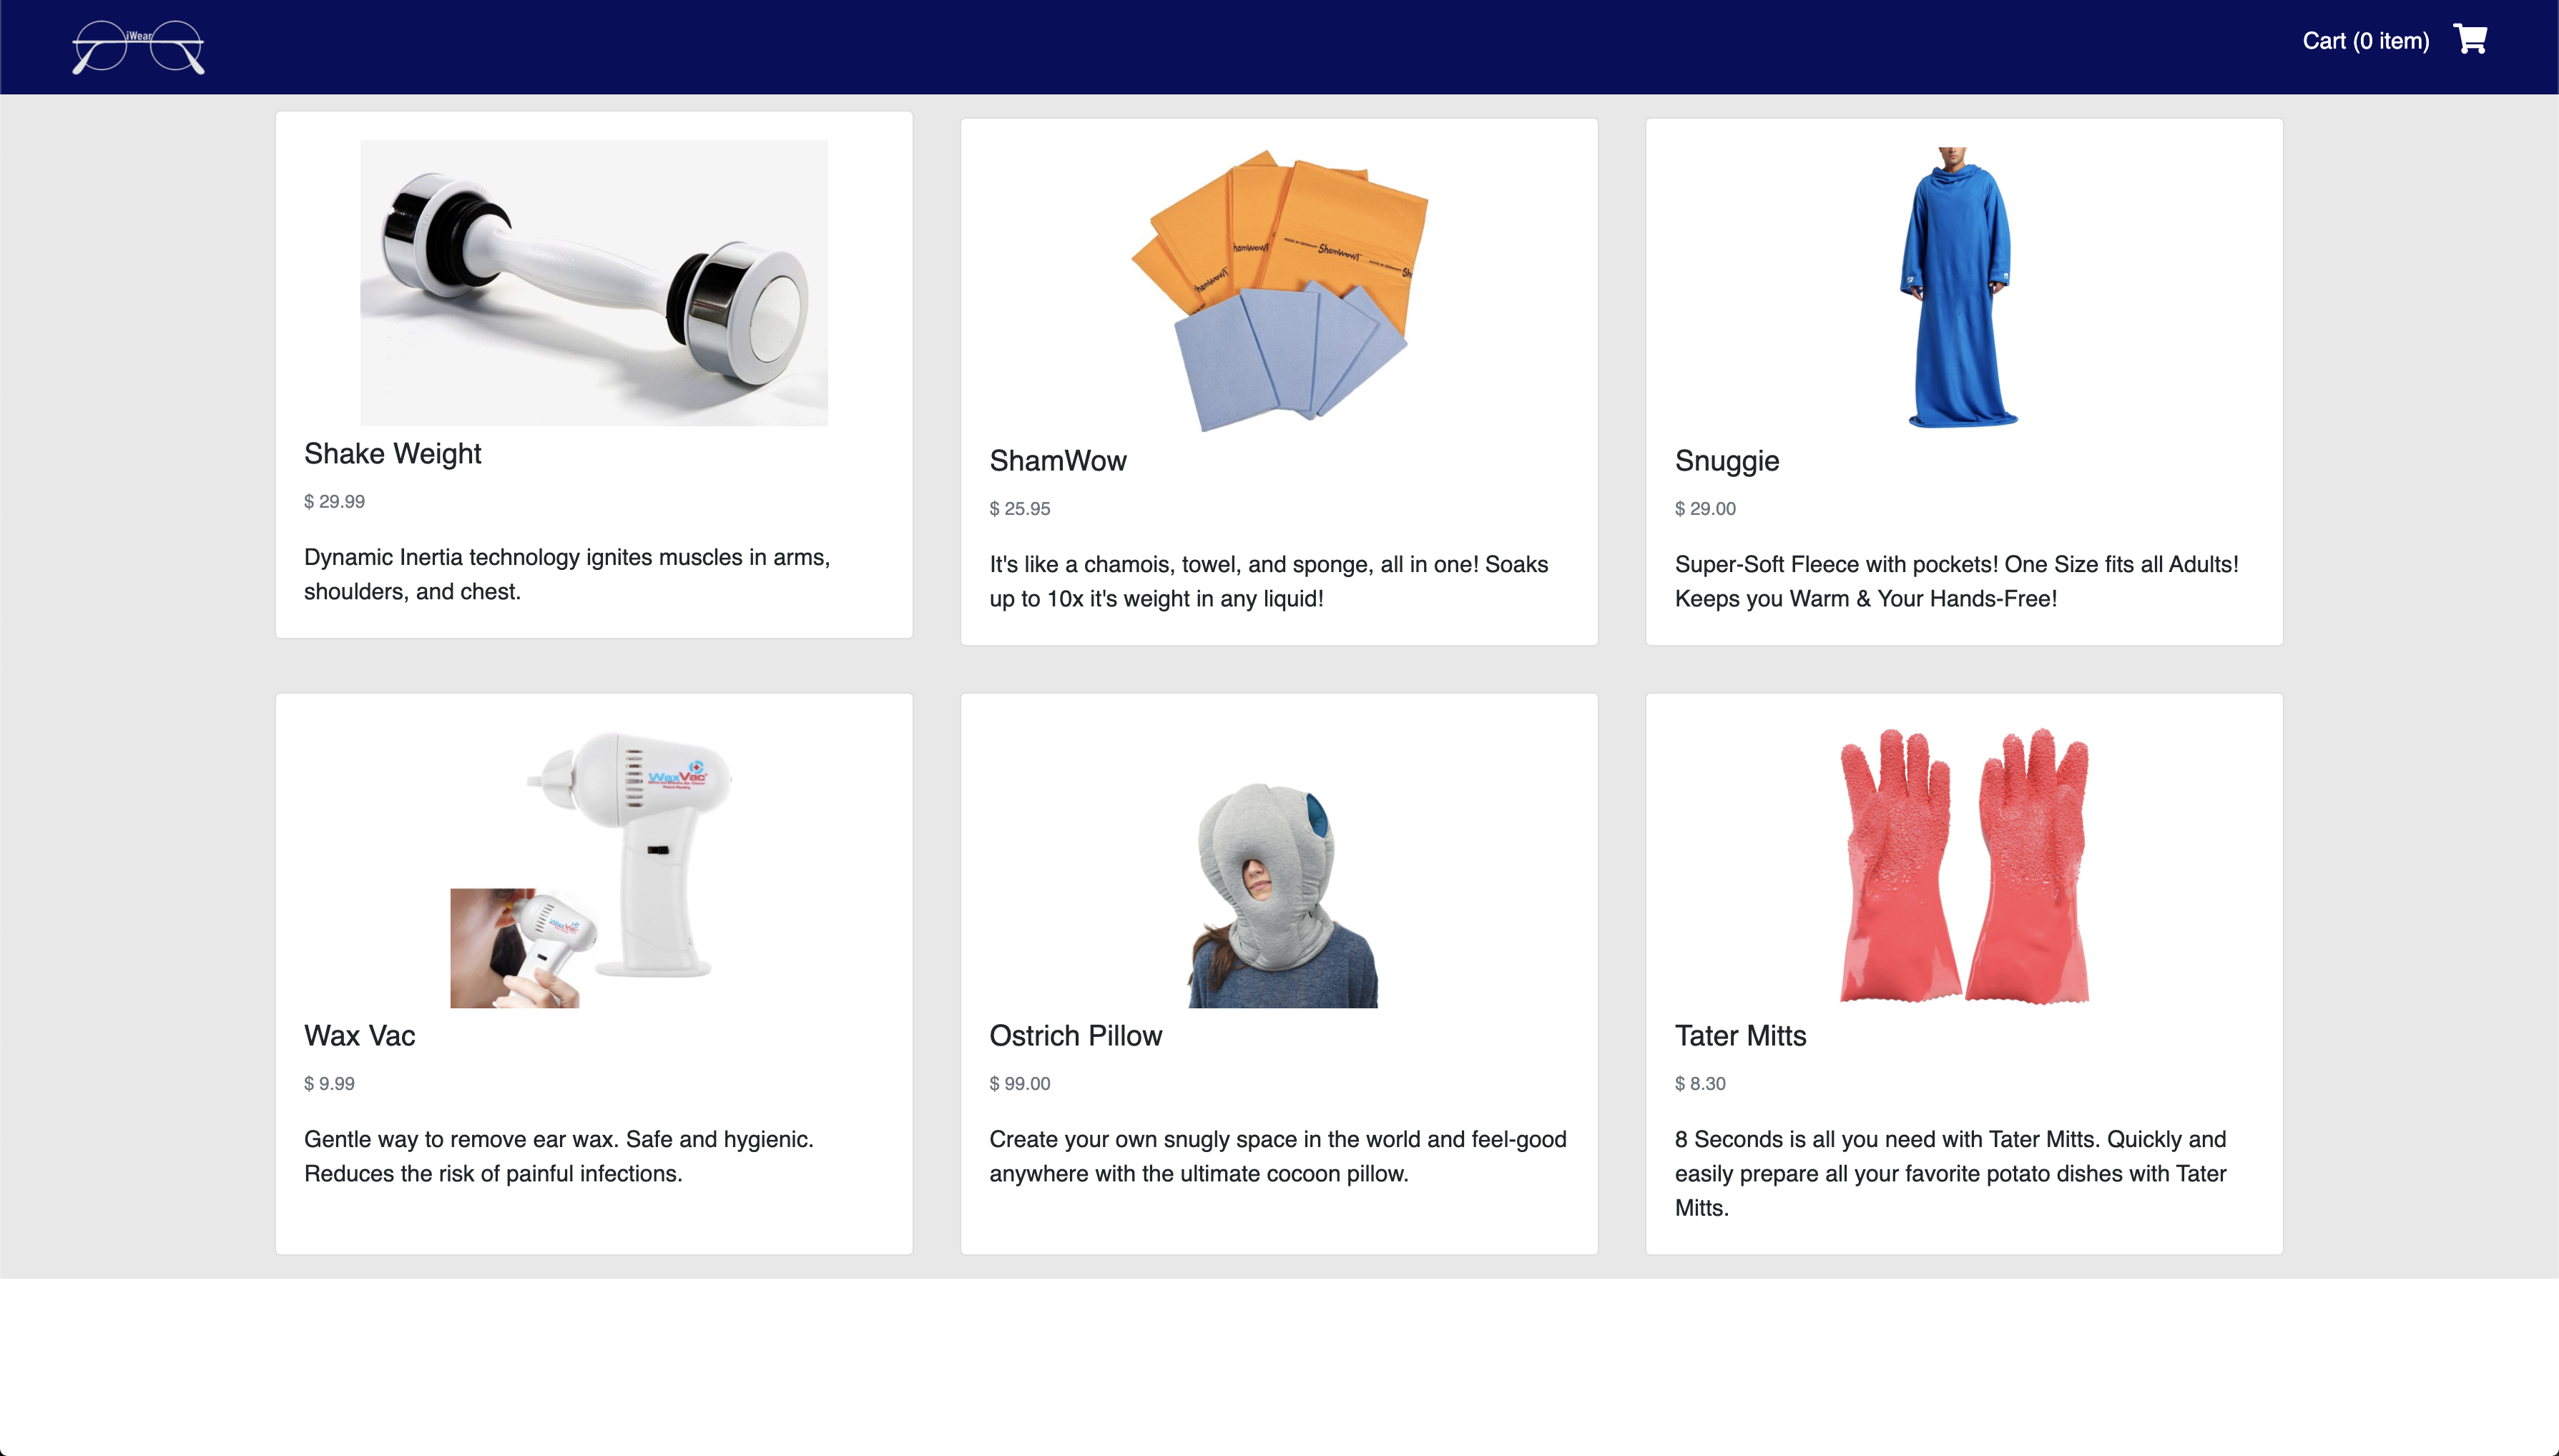 iWear
Cart (0 item)
hamwow!
ShamWow!
Sh
hamwow!
Shake Weight
$ 29.99
Dynamic Inertia technology ignites muscles in arms,
shoulders, and chest.
ShamWow
$ 25.95
It's like a chamois, towel, and sponge, all in one! Soaks
up to 10x it's weight in any liquid!
Snuggie
$ 29.00
Super-Soft Fleece with pockets! One Size fits all Adults!
Keeps you Warm & Your Hands-Free!
WaxVac
WaxVac
Wax Vac
$ 9.99
Gentle way to remove ear wax. Safe and hygienic.
Reduces the risk of painful infections.
Ostrich Pillow
$ 99.00
Create your own snugly space in the world and feel-good
anywhere with the ultimate cocoon pillow.
Tater Mitts
$ 8.30
8 Seconds is all you need with Tater Mitts. Quickly and
easily prepare all your favorite potato dishes with Tater
Mitts.